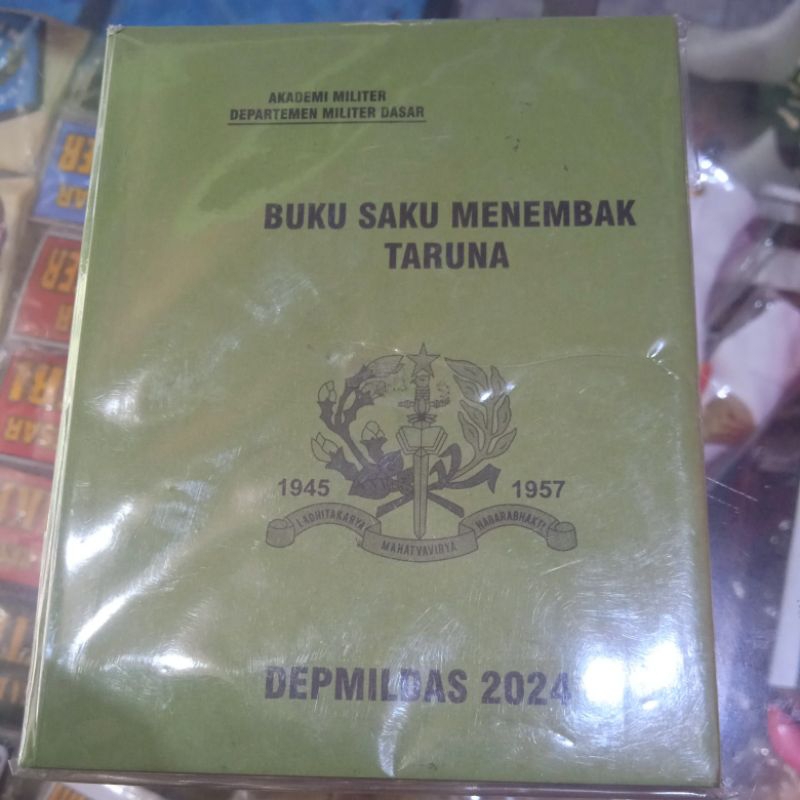 AKADEMI MILITER
DEPARTEMEN MILITER DASAR
BUKU SAKU MENEMBAK
TARUNA
1945
1957
ADHITAKARYA
MAHATVAVIRYA
NAGARABHAKTI
DEPMILDAS 2024